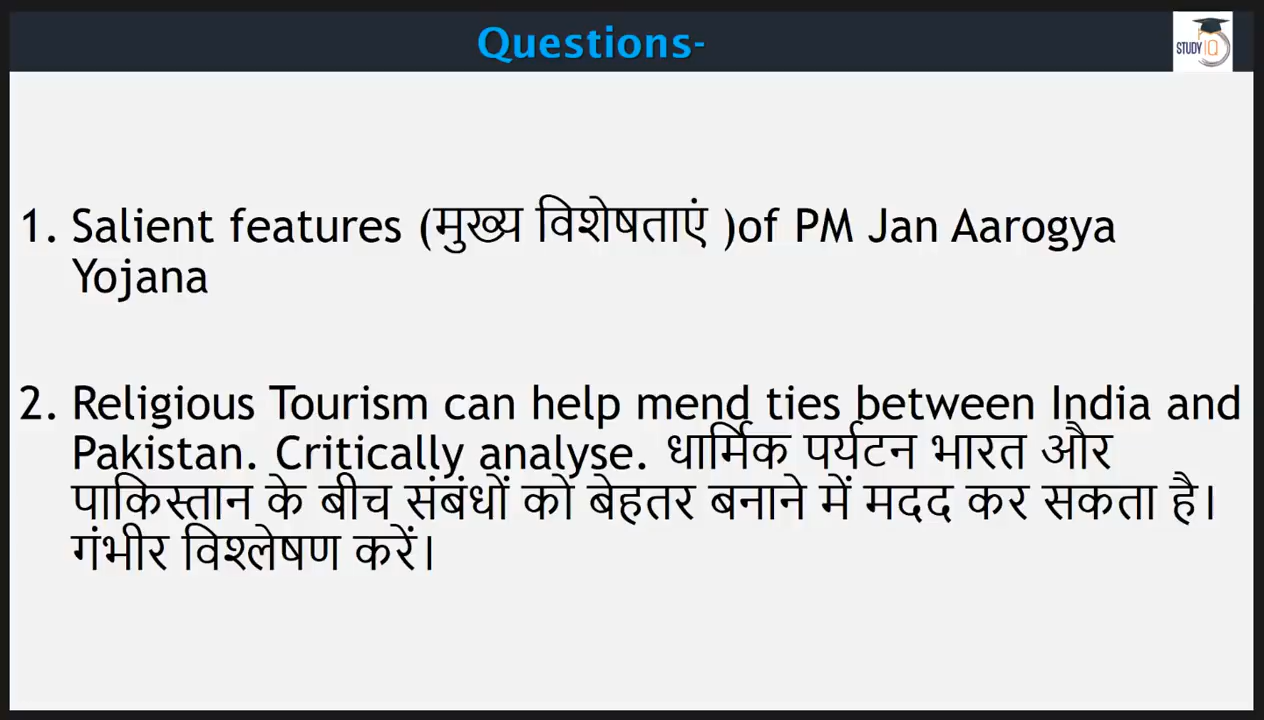 Questions-
STUDY IQ
1. Salient features (मुख्य विशेषताएं )of PM Jan Aarogya
Yojana
2. Religious Tourism can help mend ties between India and
Pakistan. Critically analyse. धार्मिक पर्यटन भारत और
पाकिस्तान के बीच संबंधों को बेहतर बनाने में मदद कर सकता है।
गंभीर विश्लेषण करें।